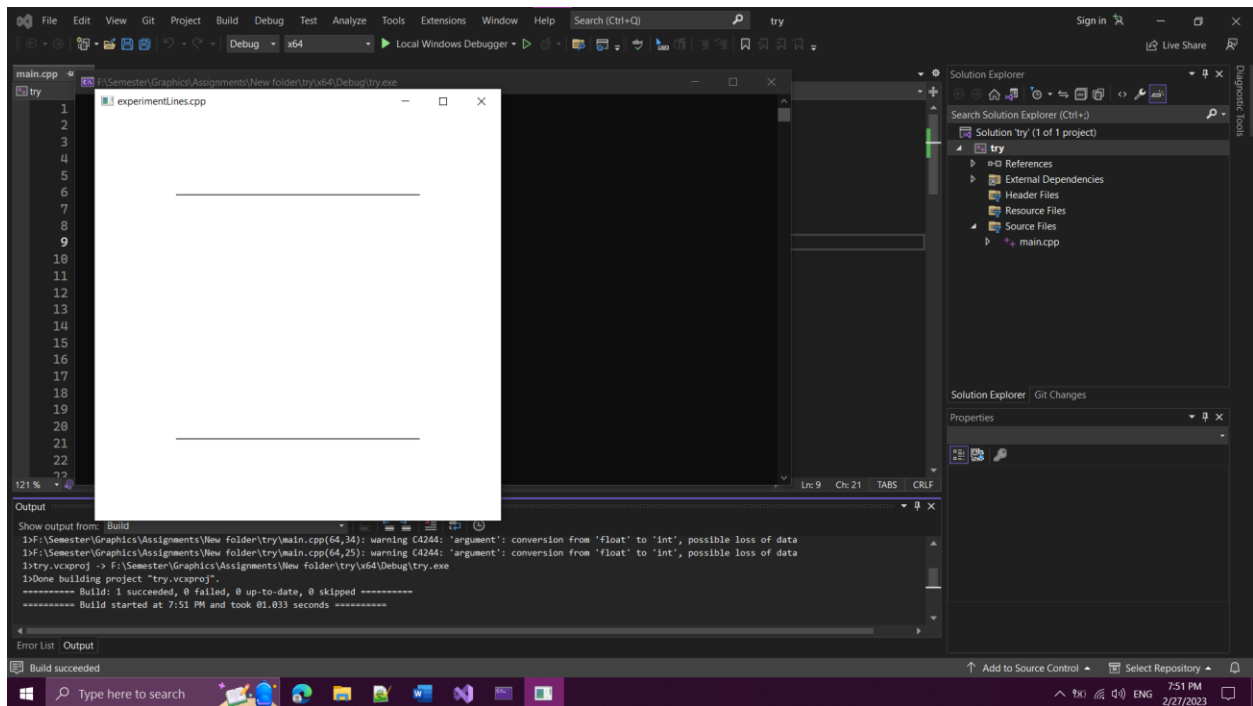 File Edit View Git Project Build Debug Test Analyze Tools Extensions Window Help Search (Ctrl+Q) try Sign in
Debug x64 Local Windows Debugger Live Share
main.cpp
F:\Semester\Graphics\Assignments\New folder\try\x64\Debug\try.exe
try
experimentLines.cpp
1
2
3
4
5
6
7
8
9
10
11
12
13
14
15
16
17
18
19
20
21
22
23
121 %
Ln: 9 Ch: 21 TABS CRLF
Solution Explorer
Search Solution Explorer (Ctrl+;)
Solution 'try' (1 of 1 project)
try
References
External Dependencies
Header Files
Resource Files
Source Files
main.cpp
Solution Explorer Git Changes
Properties
Diagnostic Tools
Output
Show output from: Build
1>F:\Semester\Graphics\Assignments\New folder\try\main.cpp(64,34): warning C4244: 'argument': conversion from 'float' to 'int', possible loss of data
1>F:\Semester\Graphics\Assignments\New folder\try\main.cpp(64,25): warning C4244: 'argument': conversion from 'float' to 'int', possible loss of data
1>try.vcxproj -> F:\Semester\Graphics\Assignments\New folder\try\x64\Debug\try.exe
1>Done building project "try.vcxproj".
========== Build: 1 succeeded, 0 failed, 0 up-to-date, 0 skipped ==========
========== Build started at 7:51 PM and took 01.033 seconds ==========
Error List Output
Build succeeded Add to Source Control Select Repository
Type here to search ENG 7:51 PM
2/27/2023